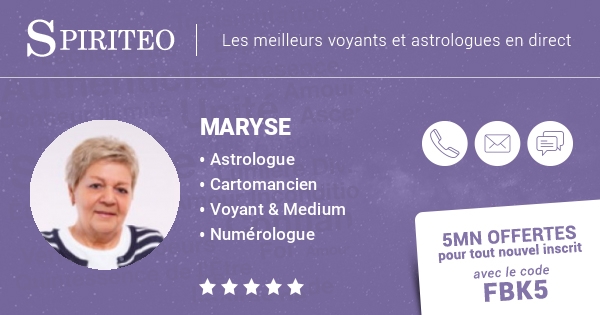 SPIRITEO
Les meilleurs voyants et astrologues en direct
MARYSE
• Astrologue
• Cartomancien
• Voyant & Medium
• Numérologue
5MN OFFERTES
pour tout nouvel inscrit
avec le code
FBK5